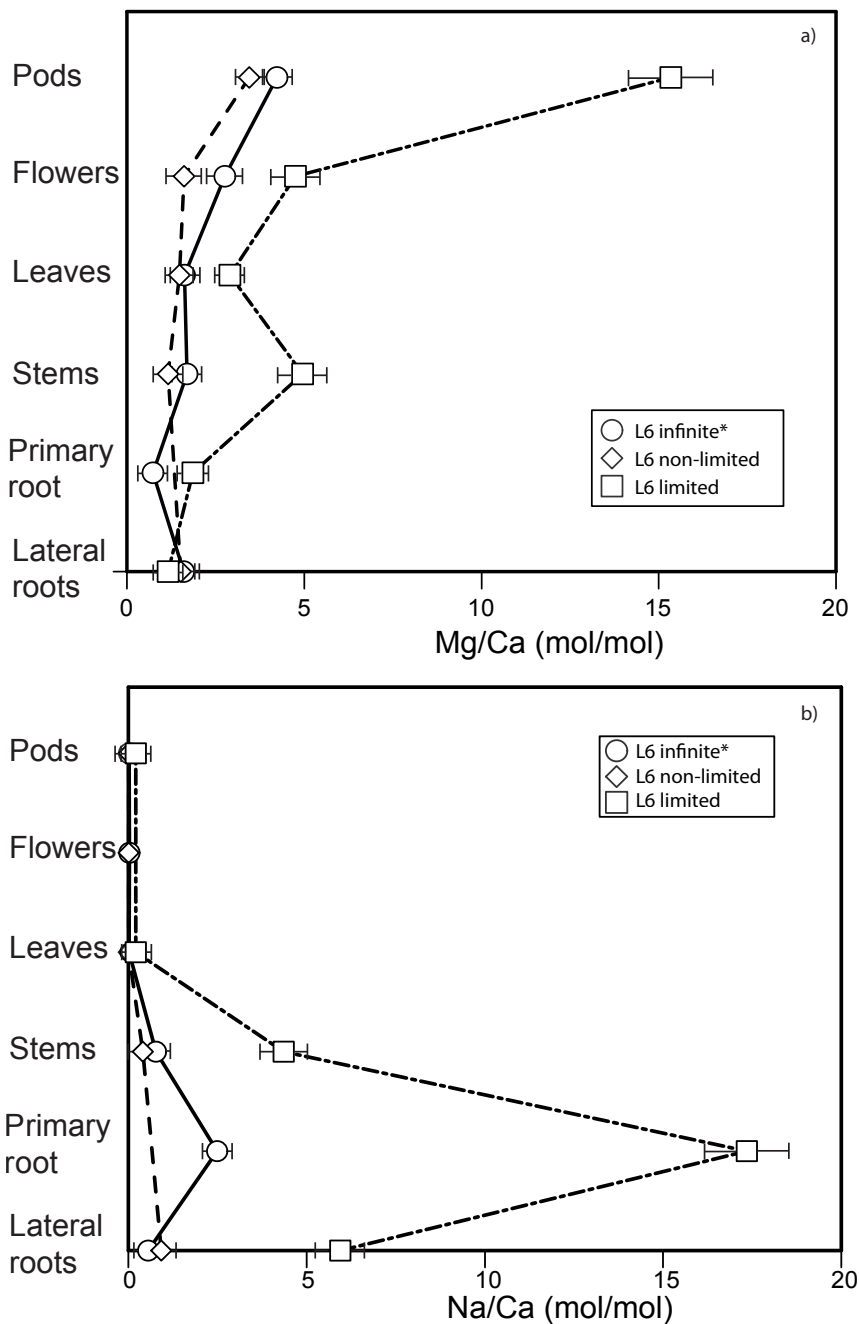 a)
Pods
Flowers
Leaves
Stems
Primary
root
Lateral
roots
L6 infinite*
L6 non-limited
L6 limited
0 5 10 15 20
Mg/Ca (mol/mol)
b)
Pods
Flowers
Leaves
Stems
Primary
root
Lateral
roots
L6 infinite*
L6 non-limited
L6 limited
0 5 10 15 20
Na/Ca (mol/mol)